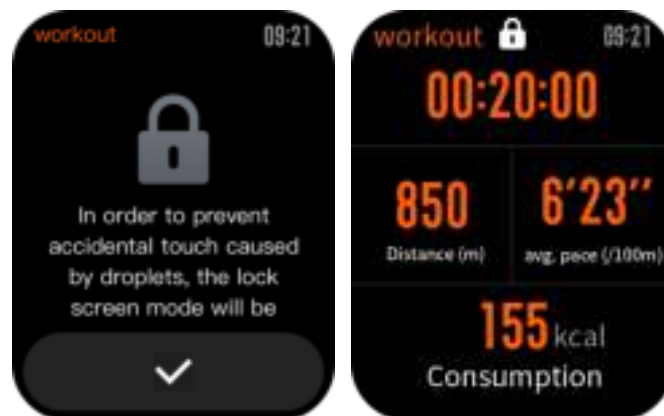 workout 09:21
In order to prevent
accidental touch caused
by droplets, the lock
screen mode will be
workout 09:21
00:20:00
850 6'23''
Distance (m) avg. pace (/100m)
155 kcal
Consumption